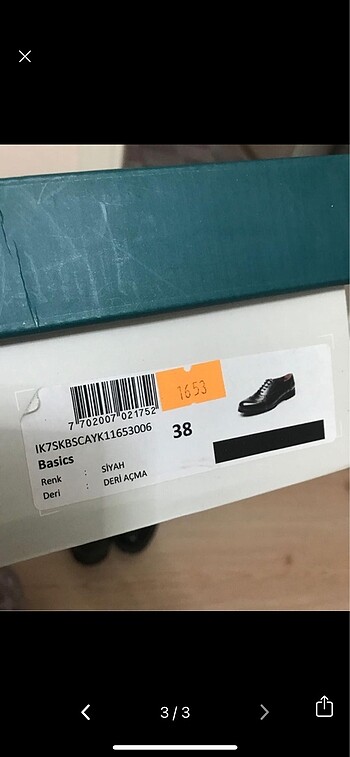 1653
7 702007 021752
IK7SKBSCAYK11653006
38
Basics
Renk : SİYAH
Deri : DERİ AÇMA
3 / 3